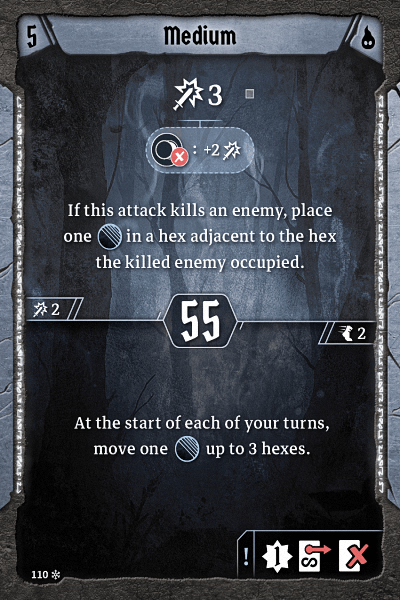 5 Medium
3
: +2
If this attack kills an enemy, place
one in a hex adjacent to the hex
the killed enemy occupied.
2
55
2
At the start of each of your turns,
move one up to 3 hexes.
!
110